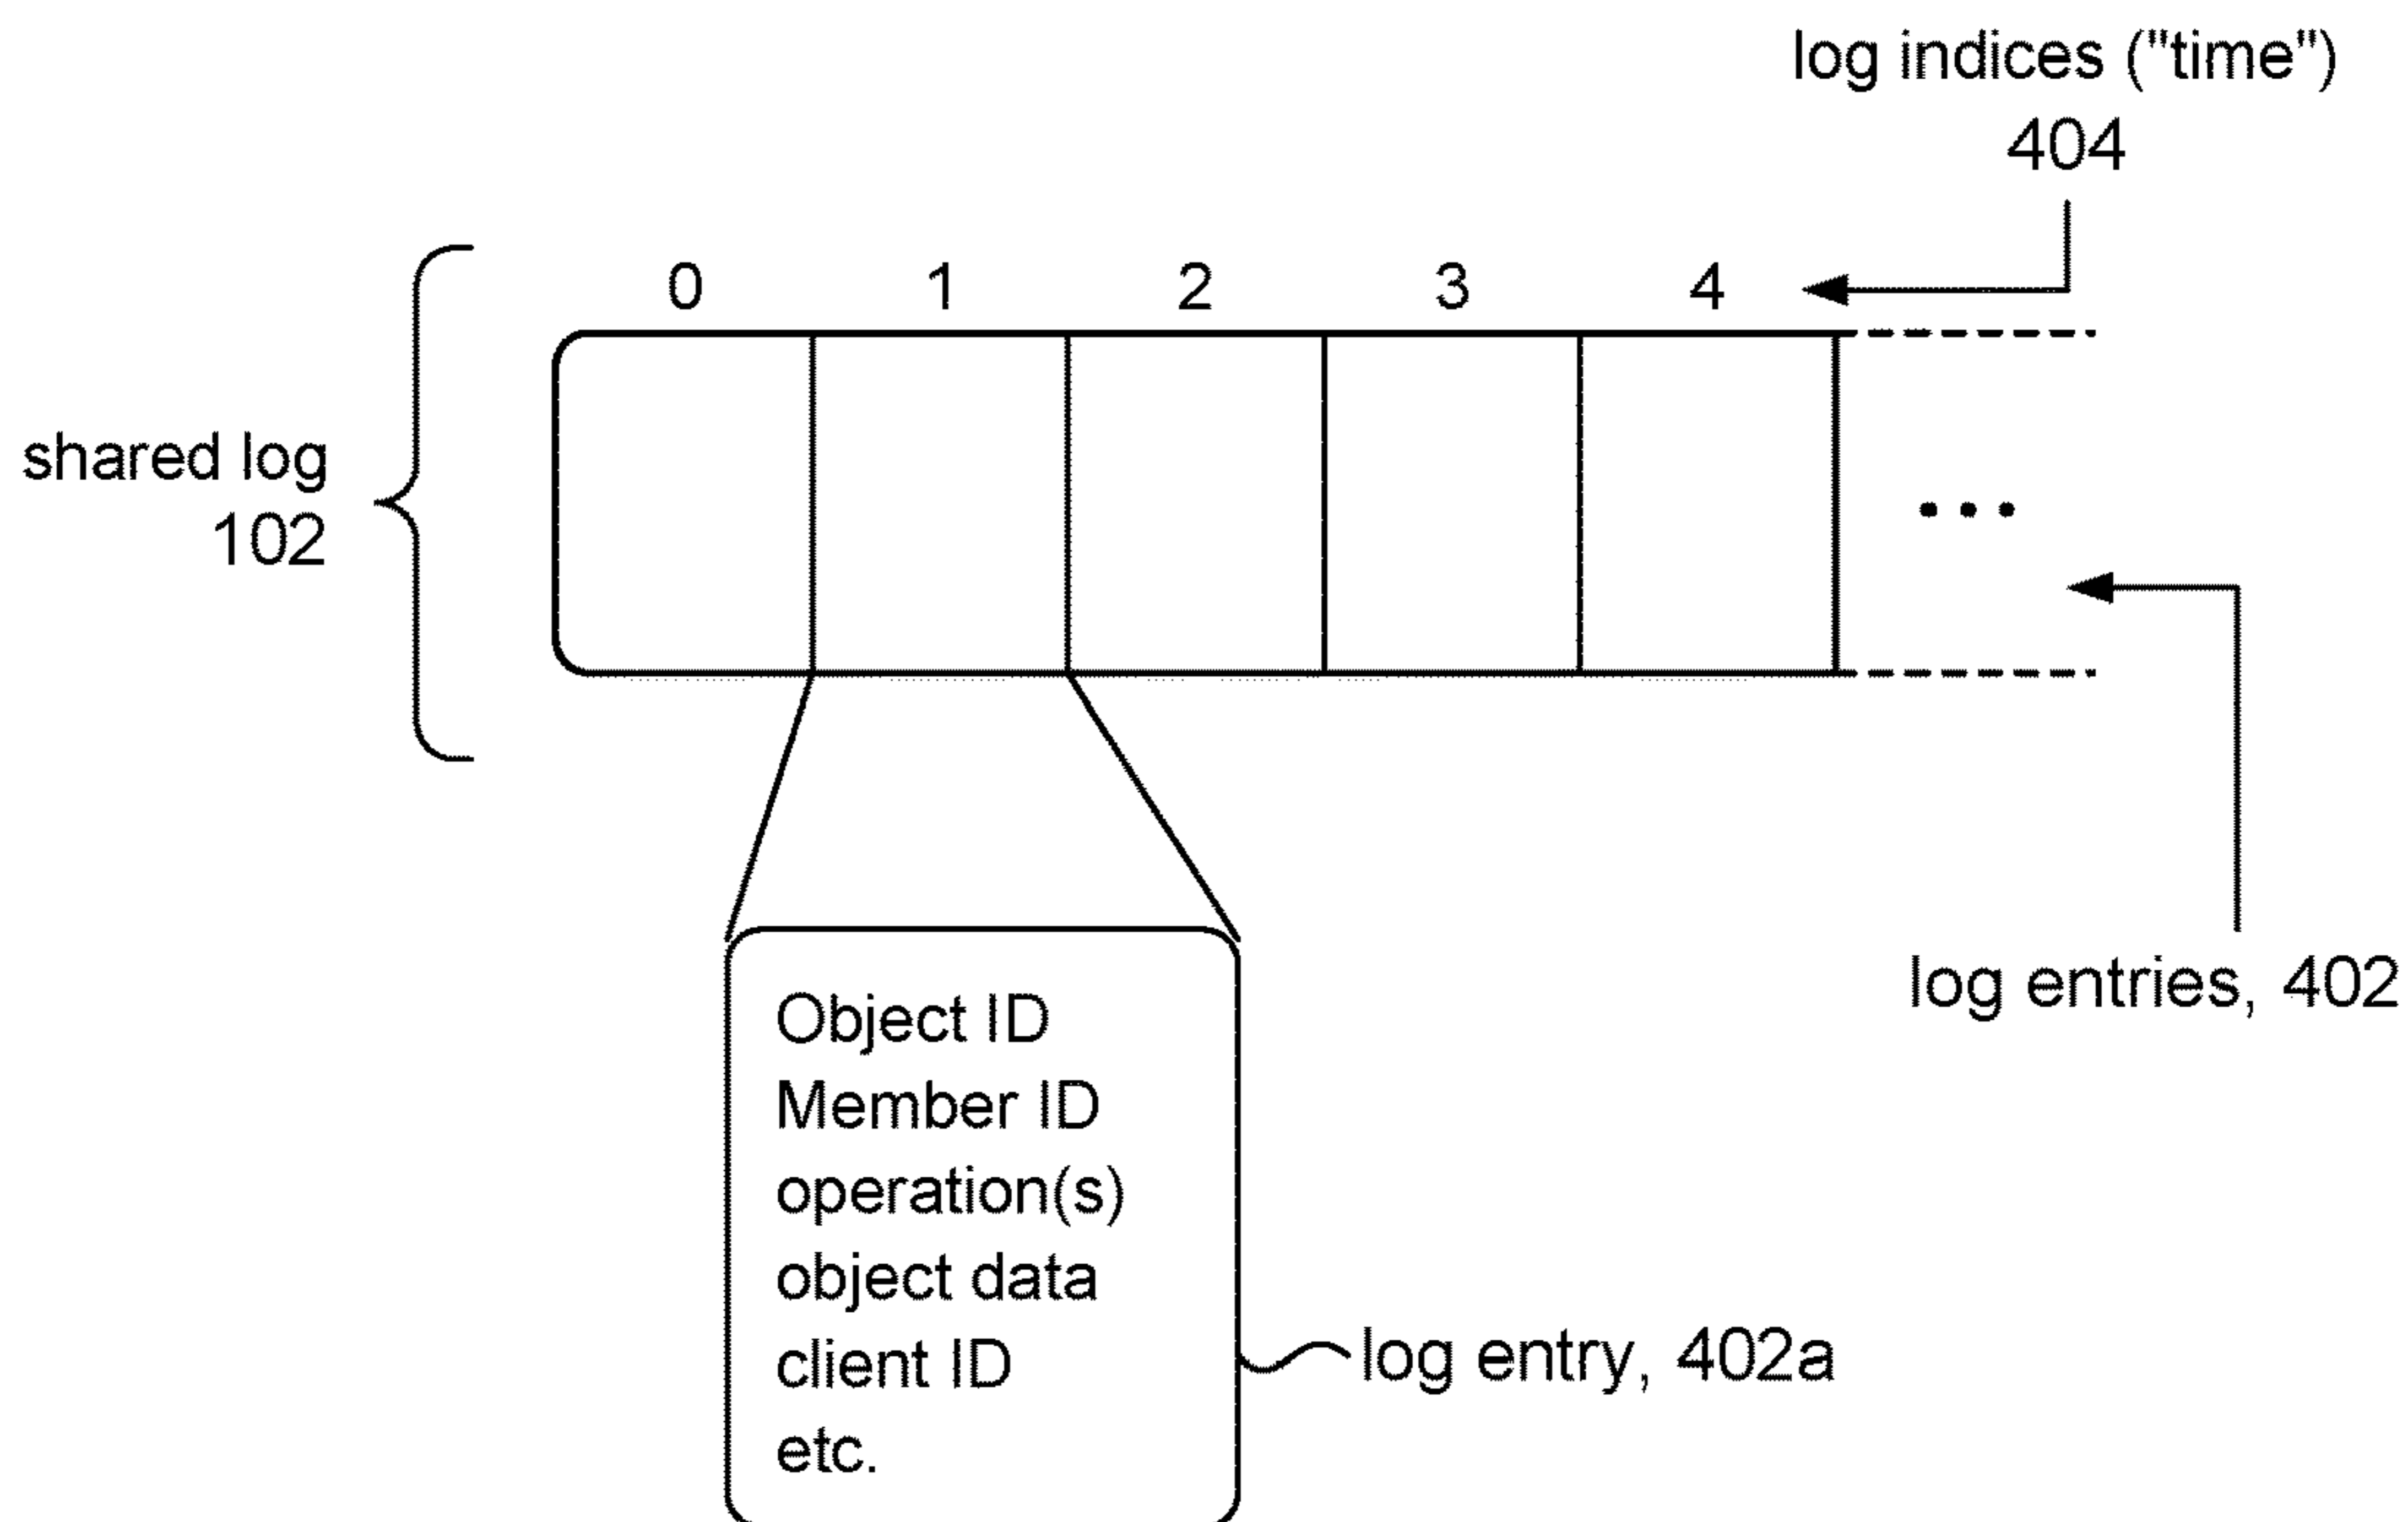 log indices ("time")
404
0 1 2 3 4
shared log
102
...
log entries, 402
Object ID
Member ID
operation(s)
object data
client ID
etc.
log entry, 402a